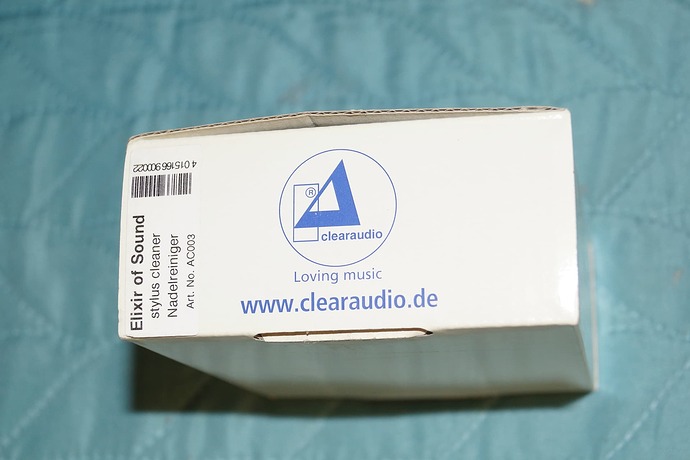 4 015166 900022
Elixir of Sound
stylus cleaner
Nadelreiniger
Art. No. AC003
®
clearaudio
Loving music
www.clearaudio.de